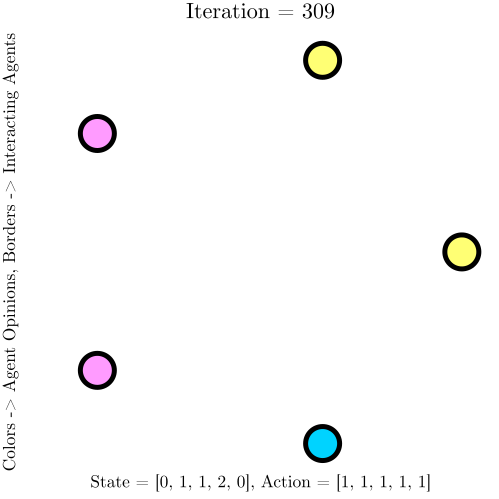 Iteration = 309
Colors -> Agent Opinions, Borders -> Interacting Agents
State = [0, 1, 1, 2, 0], Action = [1, 1, 1, 1, 1]